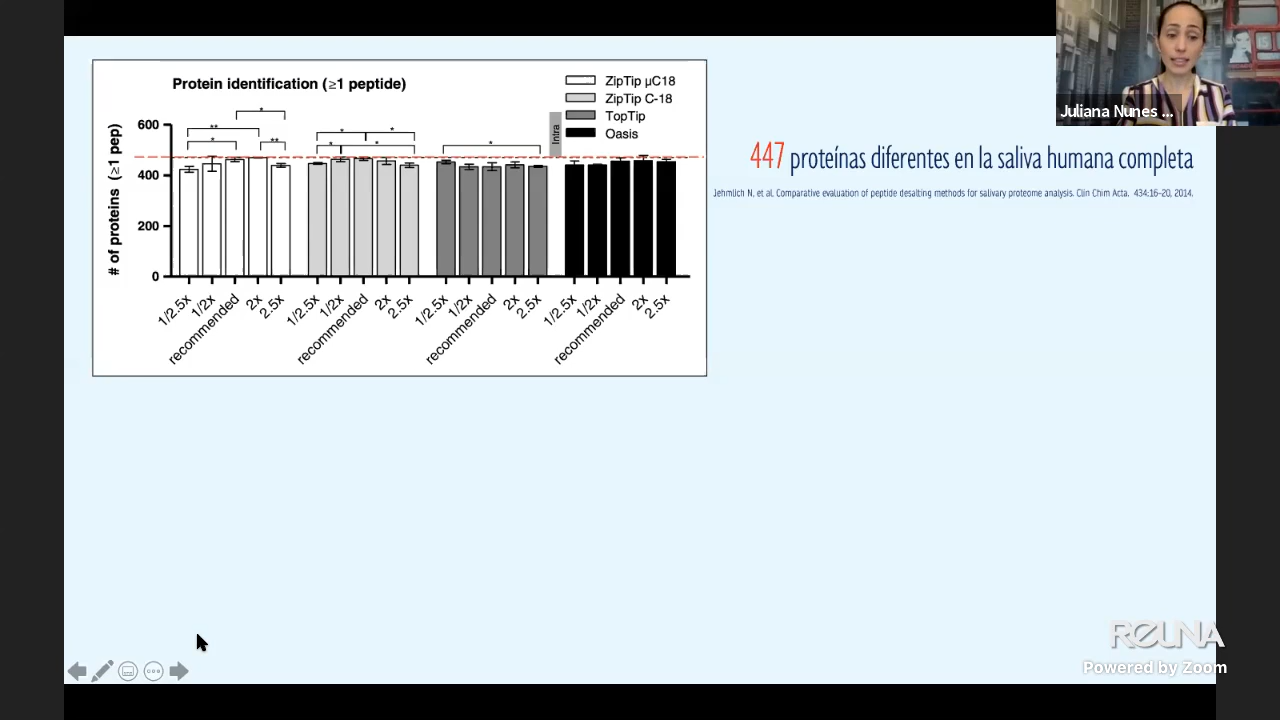 Protein identification (≥1 peptide)
ZipTip µC18
ZipTip C-18
TopTip
Oasis
Intra
# of proteins (≥1 pep)
600
400
200
0
* ** * ** * * * * *
1/2.5x 1/2x recommended 2x 2.5x 1/2.5x 1/2x recommended 2x 2.5x 1/2.5x 1/2x recommended 2x 2.5x 1/2.5x 1/2x recommended 2x 2.5x
Juliana Nunes ...
447 proteínas diferentes en la saliva humana completa
Jehmlich N, et al. Comparative evaluation of peptide desalting methods for salivary proteome analysis. Clin Chim Acta. 434:16-20, 2014.
REUNA
Powered by Zoom